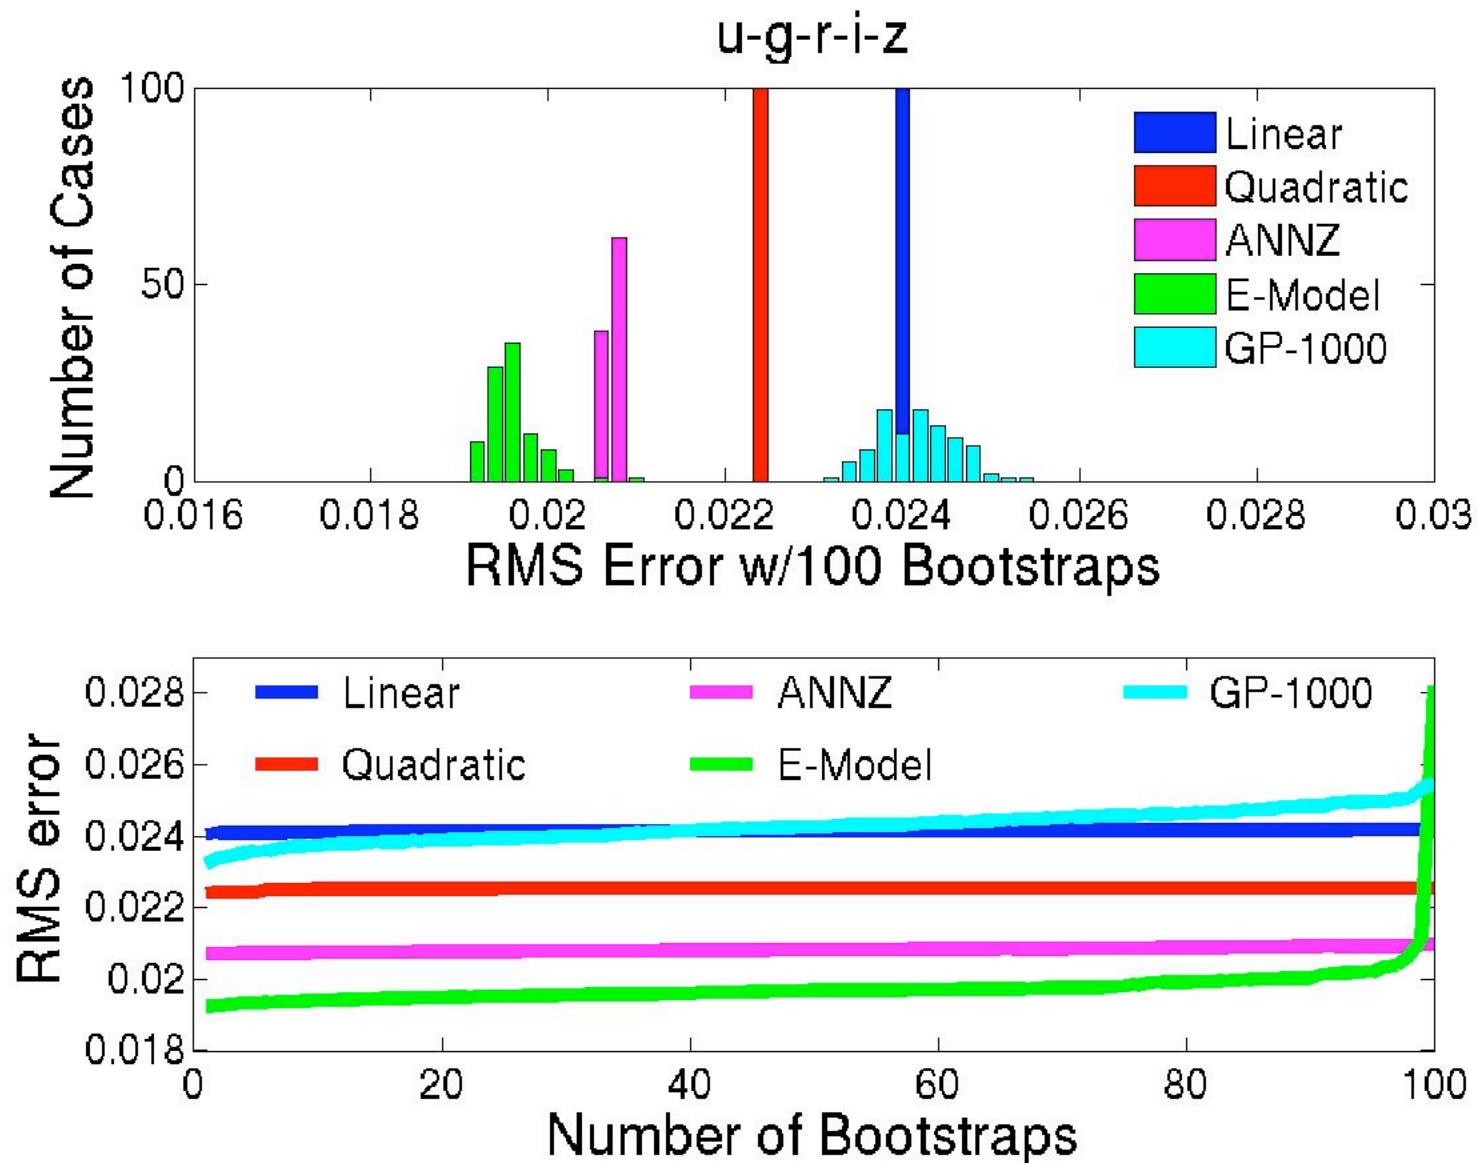 u-g-r-i-z
Number of Cases
100
50
0
Linear
Quadratic
ANNZ
E-Model
GP-1000
0.016 0.018 0.02 0.022 0.024 0.026 0.028 0.03
RMS Error w/100 Bootstraps
RMS error
0.028
0.026
0.024
0.022
0.02
0.018
Linear ANNZ GP-1000
Quadratic E-Model
0 20 40 60 80 100
Number of Bootstraps